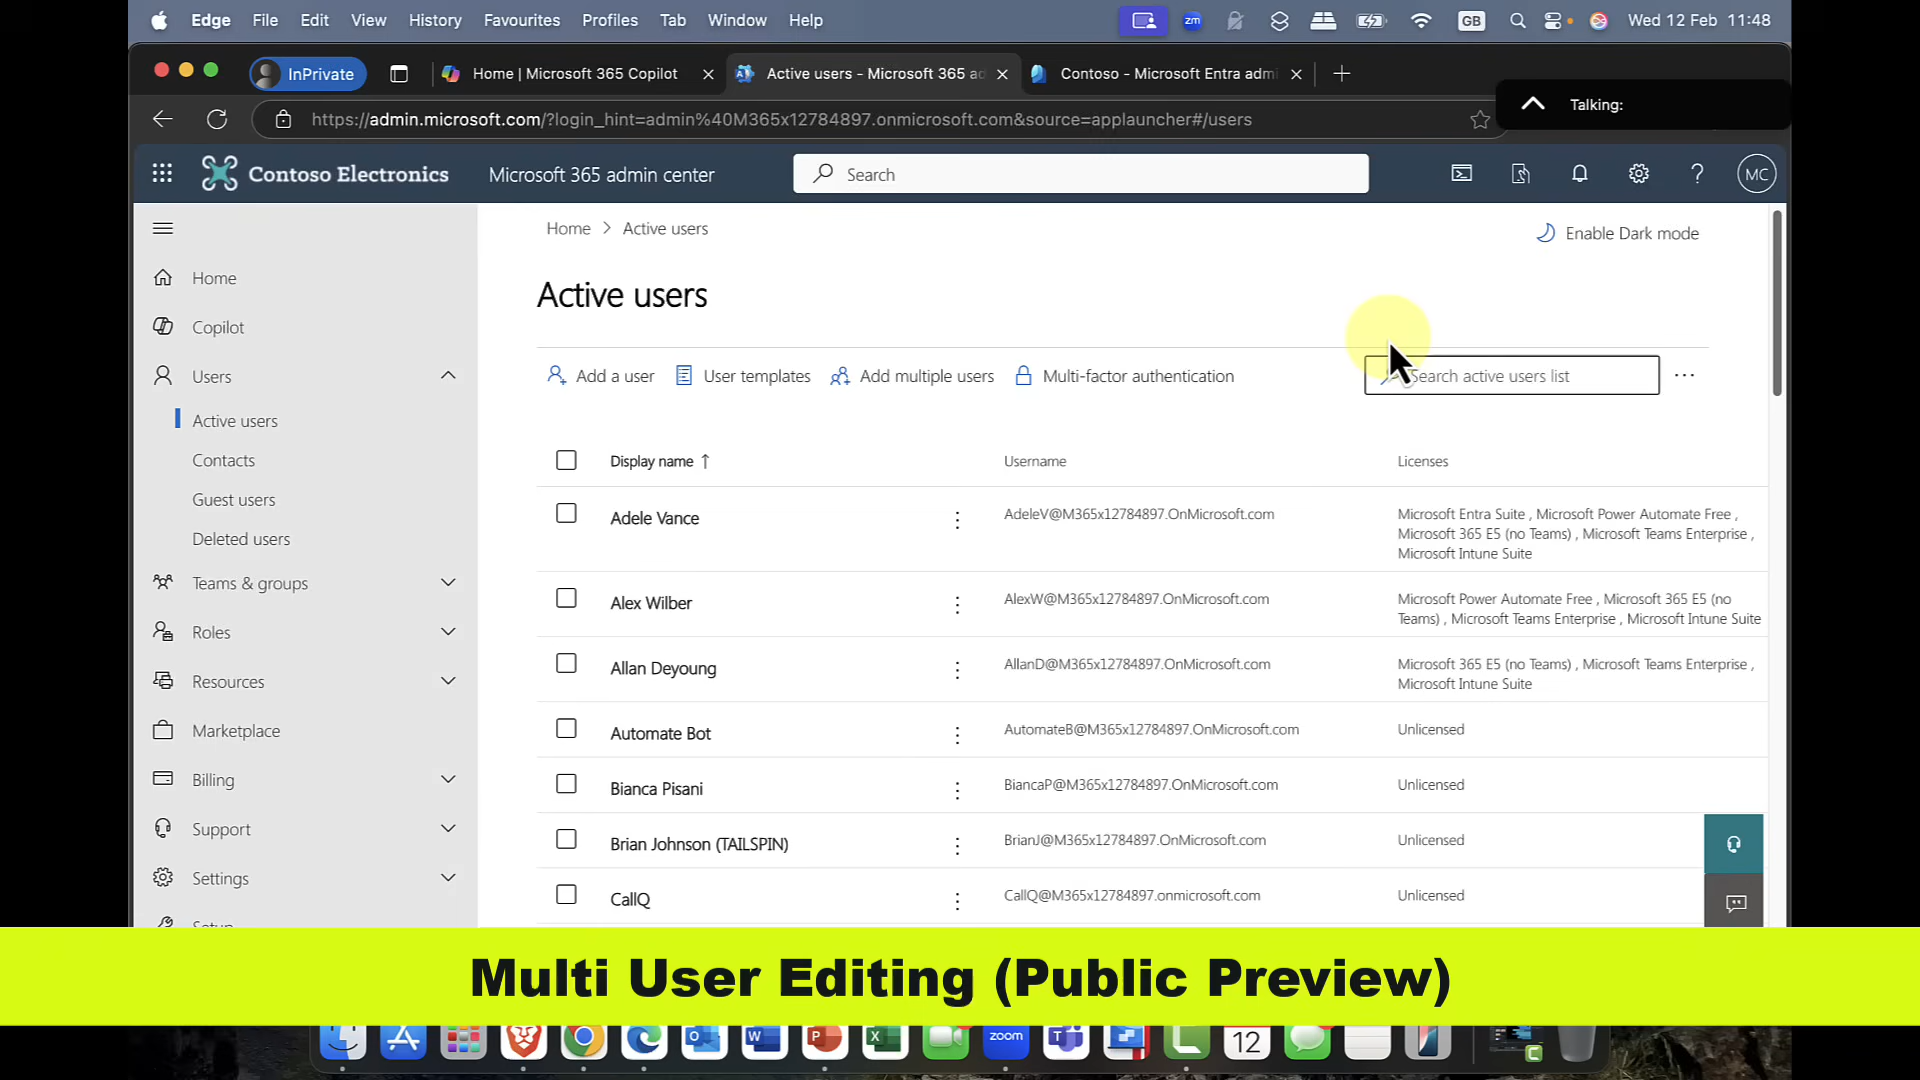 Edge File Edit View History Favourites Profiles Tab Window Help
zm GB Wed 12 Feb 11:48
InPrivate Home | Microsoft 365 Copilot Active users - Microsoft 365 ad Contoso - Microsoft Entra admi
https://admin.microsoft.com/?login_hint=admin%40M365x12784897.onmicrosoft.com&source=applauncher#/users
Talking:
Contoso Electronics Microsoft 365 admin center Search MC
Home > Active users
Enable Dark mode
Active users
Add a user User templates Add multiple users Multi-factor authentication Search active users list
Home
Copilot
Users
Active users
Contacts
Guest users
Deleted users
Teams & groups
Roles
Resources
Marketplace
Billing
Support
Settings
Display name ↑ Username Licenses
Adele Vance AdeleV@M365x12784897.OnMicrosoft.com Microsoft Entra Suite , Microsoft Power Automate Free ,
Microsoft 365 E5 (no Teams) , Microsoft Teams Enterprise ,
Microsoft Intune Suite
Alex Wilber AlexW@M365x12784897.OnMicrosoft.com Microsoft Power Automate Free , Microsoft 365 E5 (no
Teams) , Microsoft Teams Enterprise , Microsoft Intune Suite
Allan Deyoung AllanD@M365x12784897.OnMicrosoft.com Microsoft 365 E5 (no Teams) , Microsoft Teams Enterprise ,
Microsoft Intune Suite
Automate Bot AutomateB@M365x12784897.OnMicrosoft.com Unlicensed
Bianca Pisani BiancaP@M365x12784897.OnMicrosoft.com Unlicensed
Brian Johnson (TAILSPIN) BrianJ@M365x12784897.OnMicrosoft.com Unlicensed
CallQ CallQ@M365x12784897.onmicrosoft.com Unlicensed
Multi User Editing (Public Preview)
zoom 12